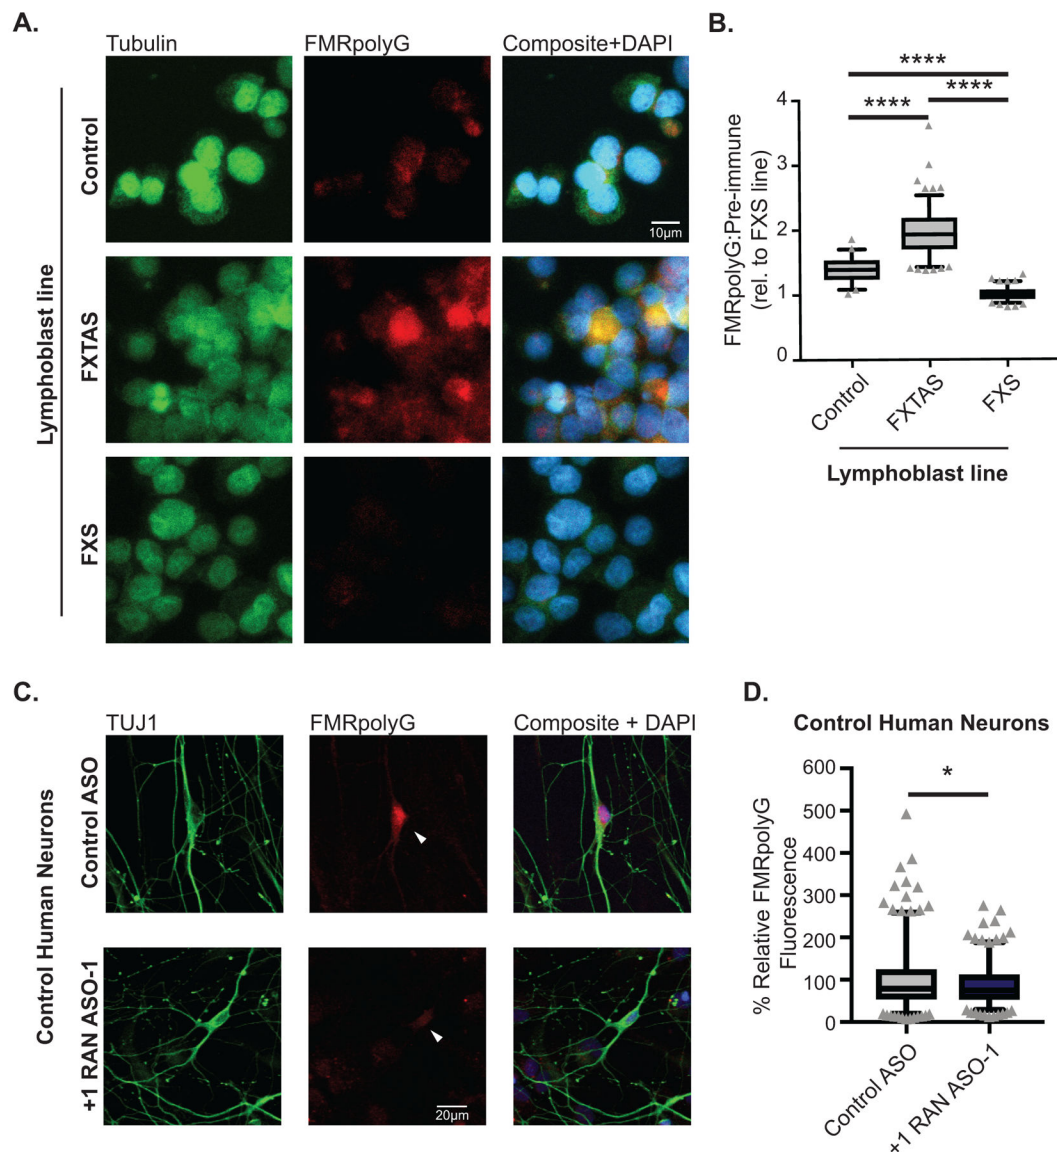 A.
Tubulin
FMRpolyG
Composite+DAPI
Lymphoblast line
Control
10µm
FXTAS
FXS
B.
FMRpolyG:Pre-immune
(rel. to FXS line)
4
3
2
1
0
****
****
****
Control
FXTAS
FXS
Lymphoblast line
C.
TUJ1
FMRpolyG
Composite + DAPI
Control Human Neurons
Control ASO
+1 RAN ASO-1
20µm
D.
Control Human Neurons
% Relative FMRpolyG
Fluorescence
600
500
400
300
200
100
0
*
Control ASO
+1 RAN ASO-1